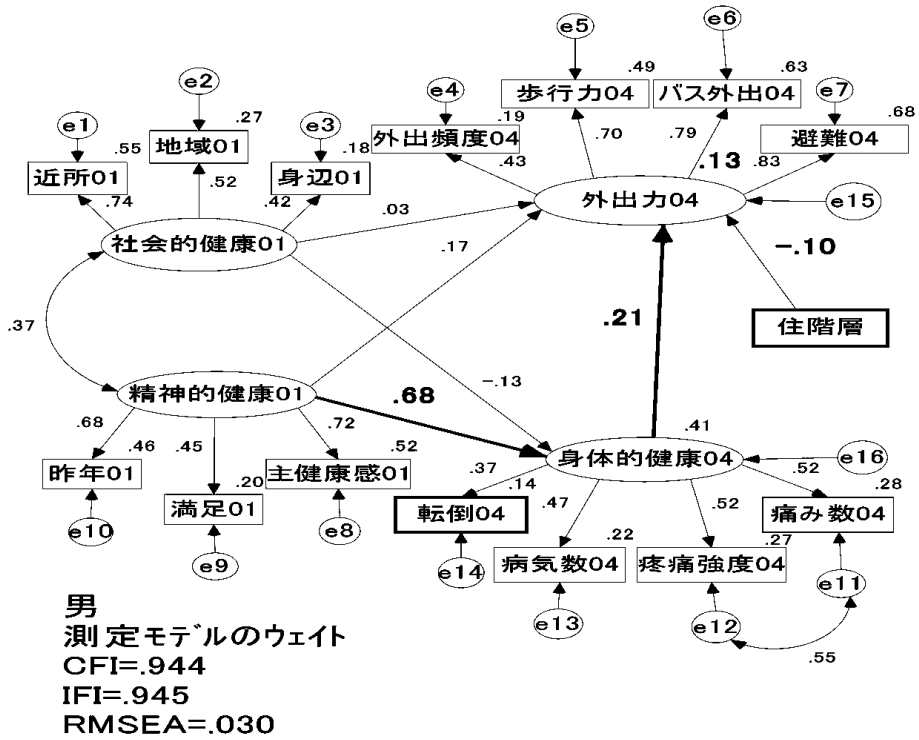 e6
e5
.49
.63
歩行力04
バス外出04
e2
e4
e7
.27
.19
.68
e1
地域01
e3
外出頻度04
.70
.79
避難04
.55
.18
.43
.13
.83
近所01
.52
身辺01
.74
.42
外出力04
e15
.03
社会的健康01
.17
-.10
.21
住階層
.37
-.13
精神的健康01
.68
.68
.72
.41
.46
.45
.52
身体的健康04
e16
昨年01
.20
主健康感01
.37
.52
.14
.47
.52
.28
満足01
転倒04
痛み数04
e10
e8
.22
.27
e9
e14
病気数04
疼痛強度04
e11
e13
e12
.55
男
測定モデルのウェイト
CFI=.944
IFI=.945
RMSEA=.030